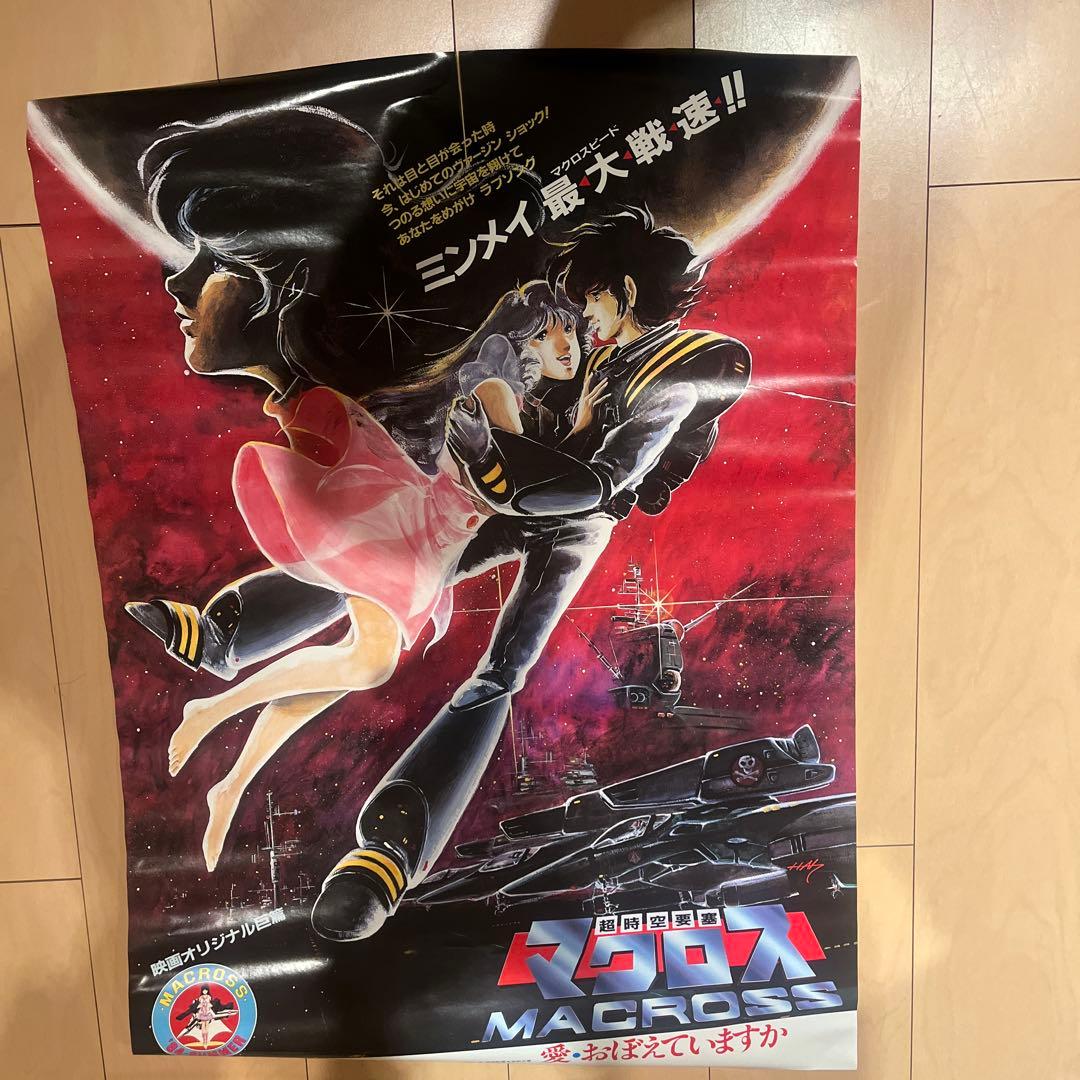 それは目と目が会った時
今、はじめてのヴァージン ショック!
つのる想いに宇宙を翔けて
あなたをめがけ ラブソング
マクロスピード
ミンメイ 最・大・戦・速!!
HAL
映画オリジナル巨篇
MACROSS
'84 SUMMER
超時空要塞
マクロス
MACROSS
愛・おぼえていますか